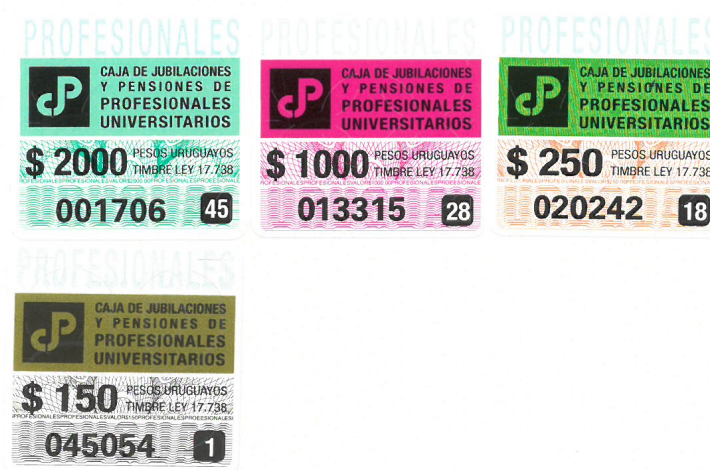 PROFESIONALES
CAJA DE JUBILACIONES
Y PENSIONES DE
PROFESIONALES
UNIVERSITARIOS
$ 2000 PESOS URUGUAYOS
TIMBRE LEY 17.738
001706 45
PROFESIONALES
CAJA DE JUBILACIONES
Y PENSIONES DE
PROFESIONALES
UNIVERSITARIOS
$ 1000 PESOS URUGUAYOS
TIMBRE LEY 17.738
013315 28
PROFESIONALES
CAJA DE JUBILACIONES
Y PENSIONES DE
PROFESIONALES
UNIVERSITARIOS
$ 250 PESOS URUGUAYOS
TIMBRE LEY 17.738
020242 18
PROFESIONALES
CAJA DE JUBILACIONES
Y PENSIONES DE
PROFESIONALES
UNIVERSITARIOS
$ 150 PESOS URUGUAYOS
TIMBRE LEY 17.738
045054 1